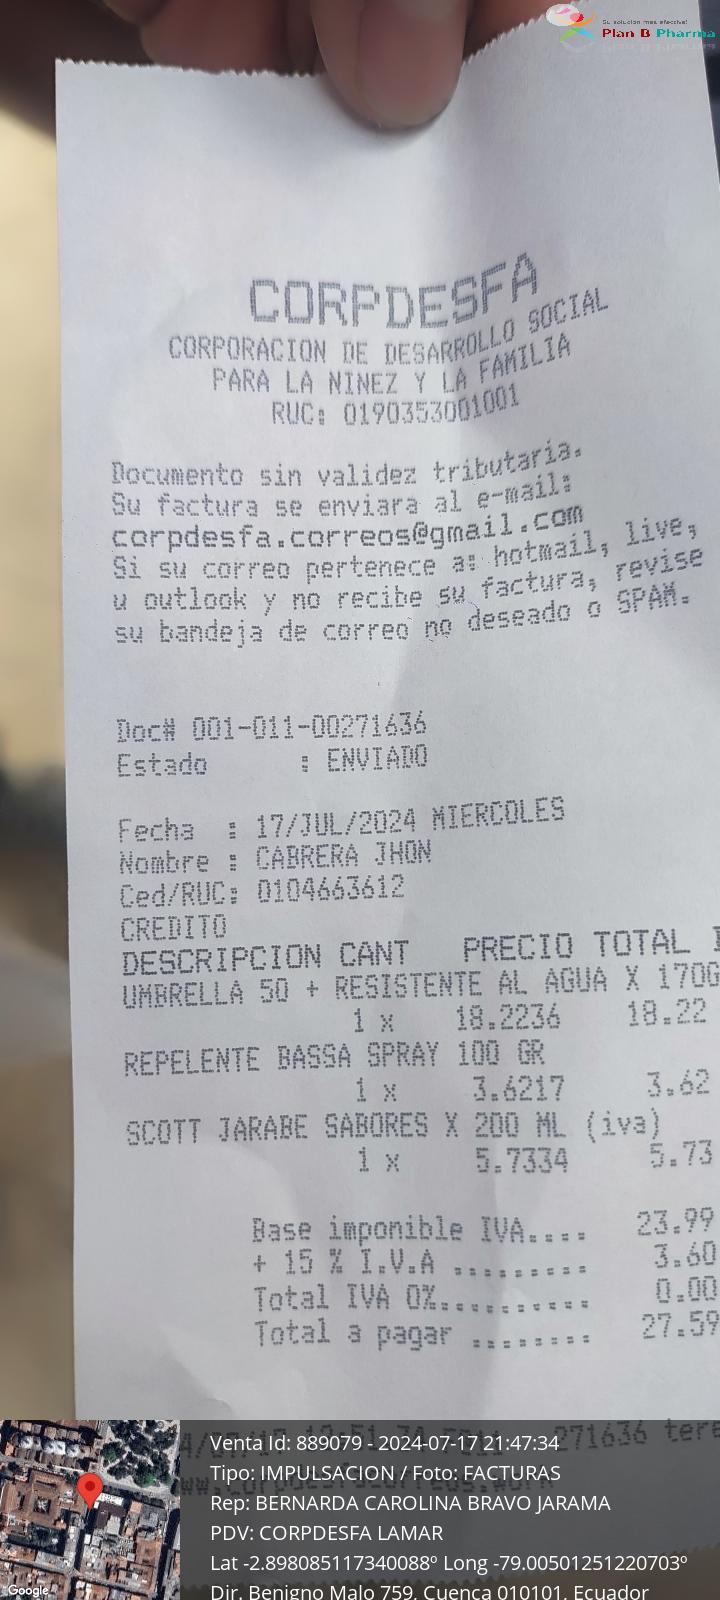 Su solucion mas efectiva!
Plan B Pharma
CORPDESFA
CORPORACION DE DESARROLLO SOCIAL
PARA LA NINEZ Y LA FAMILIA
RUC: 0190353001001
Documento sin validez tributaria.
Su factura se enviara al e-mail:
corpdesfa.correos@gmail.com
Si su correo pertenece a: hotmail, live,
u outlook y no recibe su factura, revise
su bandeja de correo no deseado o SPAM.
Doc# 001-011-00271636
Estado : ENVIADO
Fecha : 17/JUL/2024 MIERCOLES
Nombre : CABRERA JHON
Ced/RUC: 0104663612
CREDITO
DESCRIPCION CANT PRECIO TOTAL
UMBRELLA 50 + RESISTENTE AL AGUA X 170G
1 x 18.2236 18.22
REPELENTE BASSA SPRAY 100 GR
1 x 3.6217 3.62
SCOTT JARABE SABORES X 200 ML (iva)
1 x 5.7334 5.73
Base imponible IVA.... 23.99
+ 15 % I.V.A ......... 3.60
Total IVA 0%.......... 0.00
Total a pagar ........ 27.59
271636 tere
Venta Id: 889079 - 2024-07-17 21:47:34
Tipo: IMPULSACION / Foto: FACTURAS
Rep: BERNARDA CAROLINA BRAVO JARAMA
PDV: CORPDESFA LAMAR
Lat -2.898085117340088º Long -79.00501251220703º
Dir. Benigno Malo 759, Cuenca 010101, Ecuador
Google